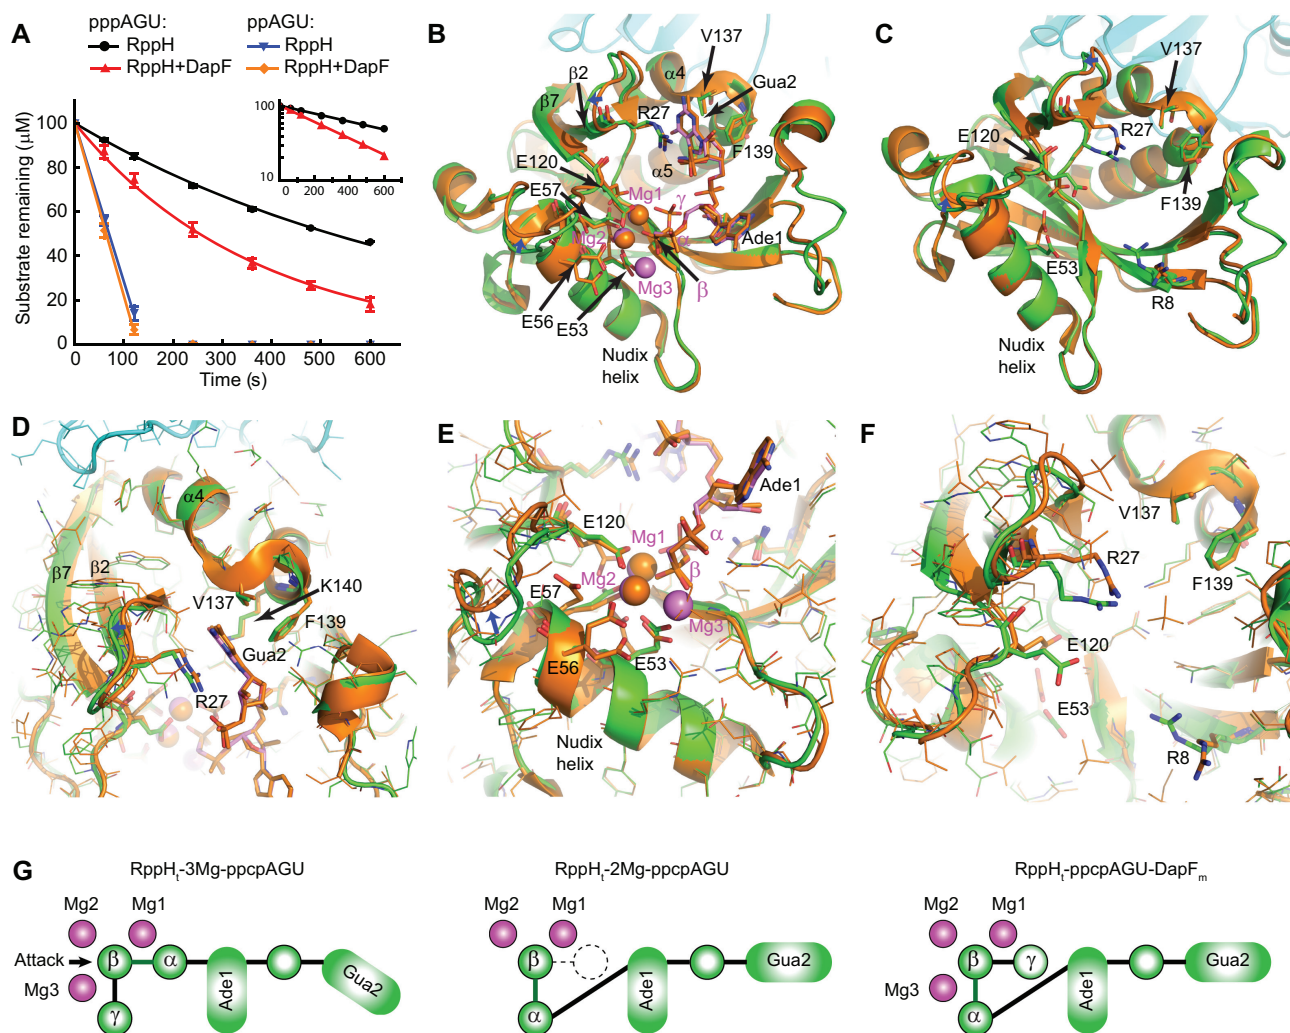 A
pppAGU:
RppH
RppH+DapF
ppAGU:
RppH
RppH+DapF
Substrate remaining (μM)
100
80
60
40
20
0
0 100 200 300 400 500 600
Time (s)
100
10
0 200 400 600
B
V137
α4
Gua2
β2
β7
R27
F139
E120
α5
E57
Mg1
γ
Mg2
α
Ade1
Mg3
β
E56
E53
Nudix
helix
C
V137
R27
E120
F139
E53
R8
Nudix
helix
D
α4
β7
β2
V137
K140
F139
Gua2
R27
E
Ade1
E120
Mg1
α
Mg2
β
E57
Mg3
E56
E53
Nudix
helix
F
V137
R27
F139
E120
E53
R8
G
RppHt-3Mg-ppcpAGU
Mg2
Mg1
Attack
β
α
Ade1
Gua2
Mg3
γ
RppHt-2Mg-ppcpAGU
Mg2
Mg1
β
Ade1
Gua2
α
RppHt-ppcpAGU-DapFm
Mg2
Mg1
β
γ
Ade1
Gua2
Mg3
α